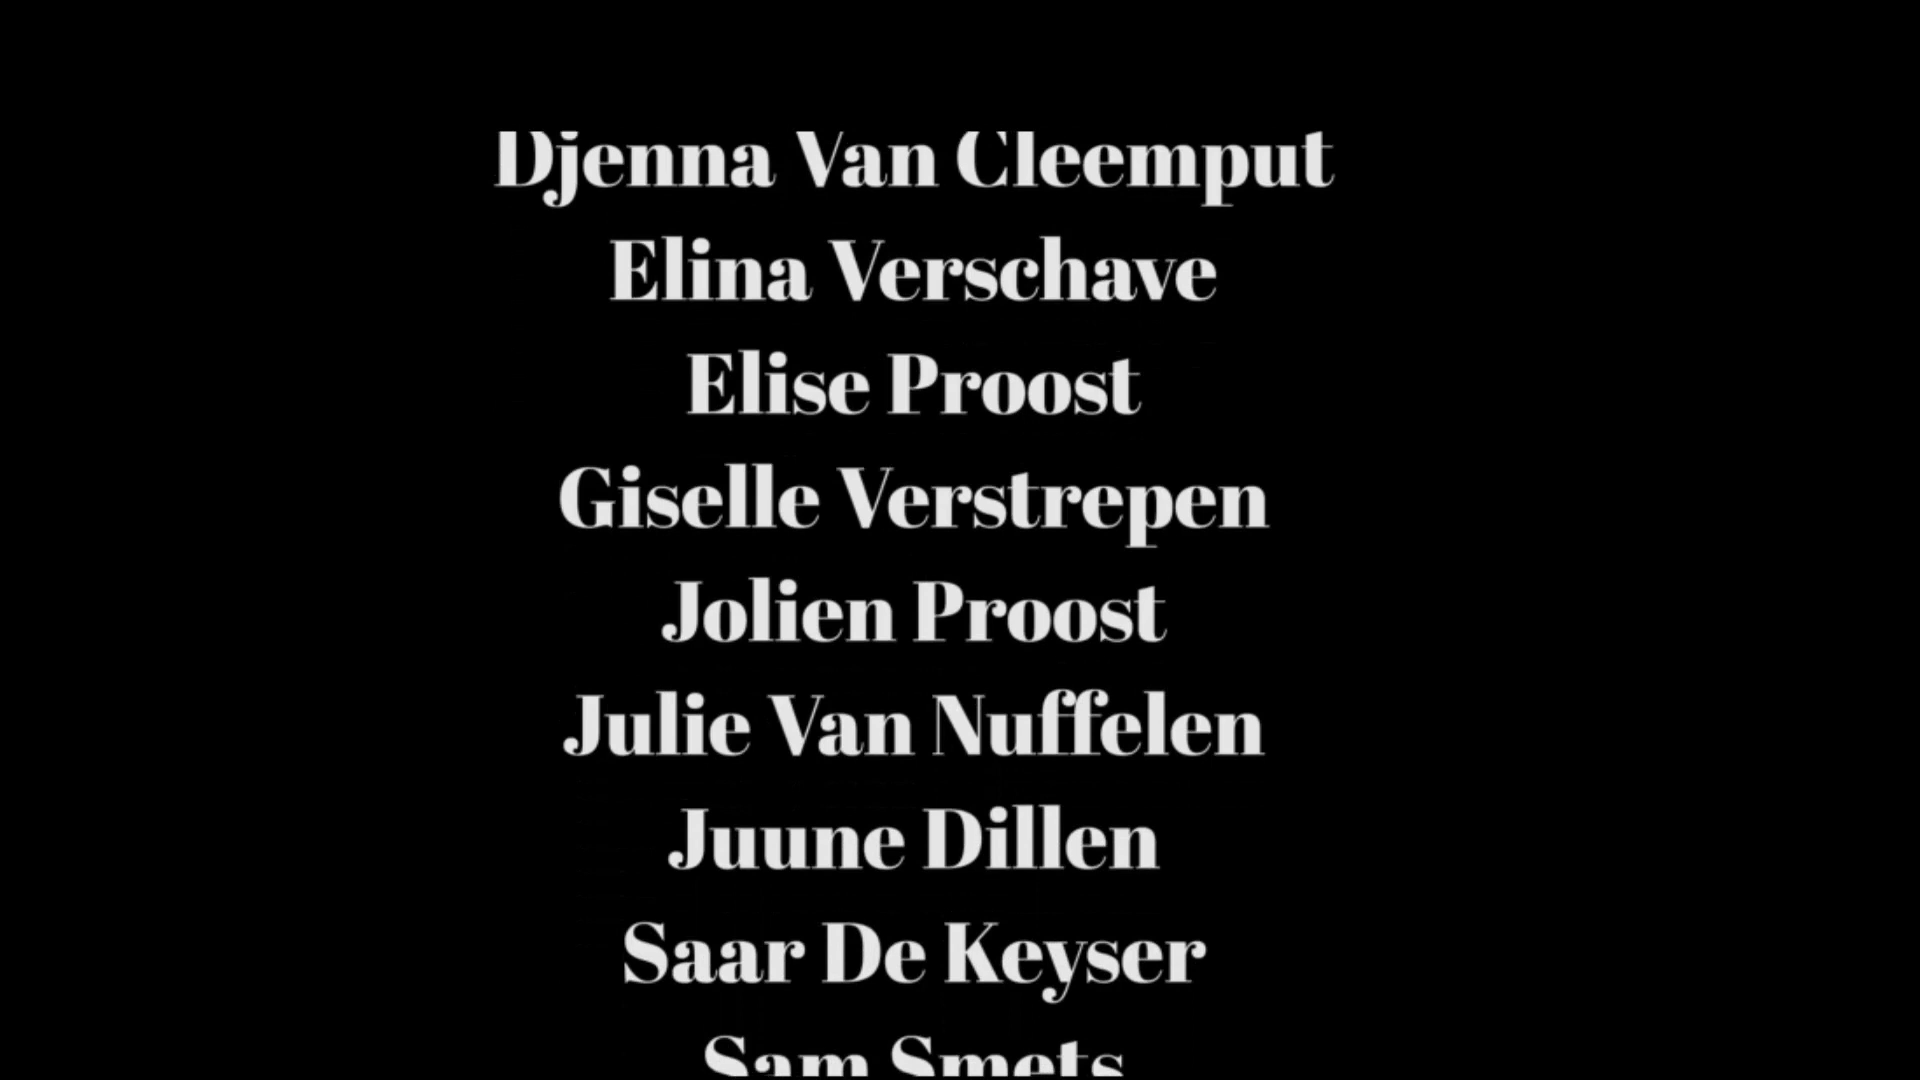 Djenna Van Cleemput
Elina Verschave
Elise Proost
Giselle Verstrepen
Jolien Proost
Julie Van Nuffelen
Juune Dillen
Saar De Keyser
Sam Smets